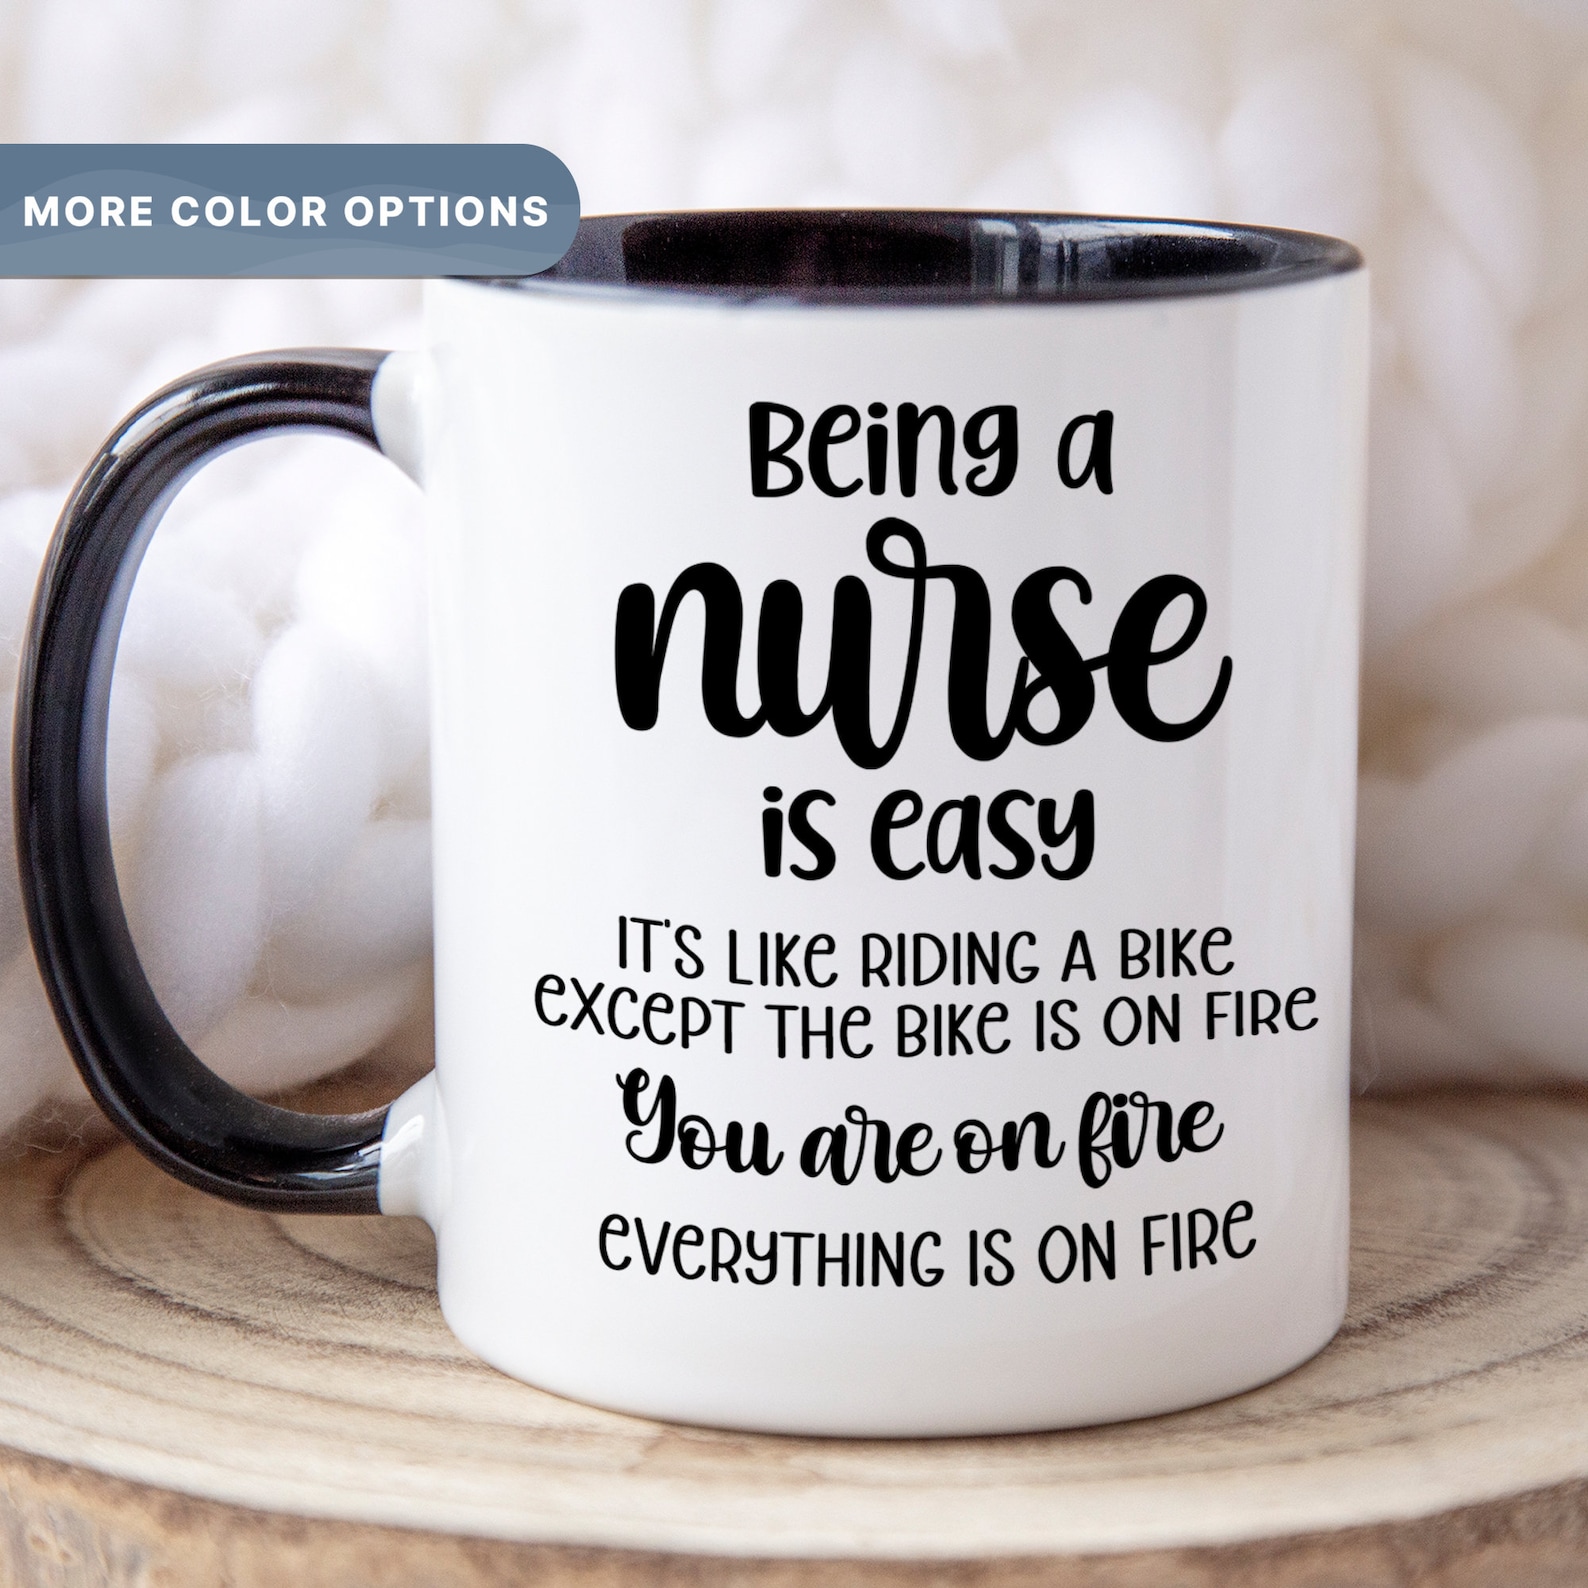 MORE COLOR OPTIONS
Being a
nurse
is easy
IT'S LIKE RIDING A BIKE
EXCEPT THE BIKE IS ON FIRE
You are on fire
EVERYTHING IS ON FIRE